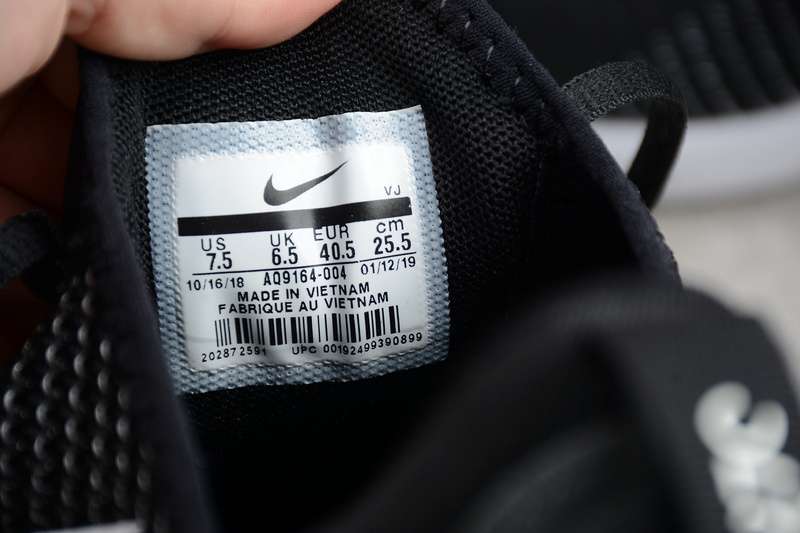 VJ
US UK EUR cm
7.5 6.5 40.5 25.5
10/16/18 AQ9164-004 01/12/19
MADE IN VIETNAM
FABRIQUE AU VIETNAM
202872591 UPC 00192499390899